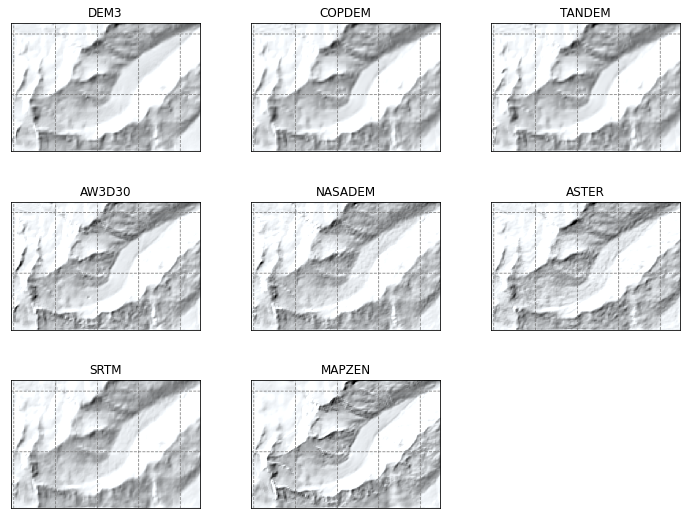 DEM3
COPDEM
TANDEM
AW3D30
NASADEM
ASTER
SRTM
MAPZEN